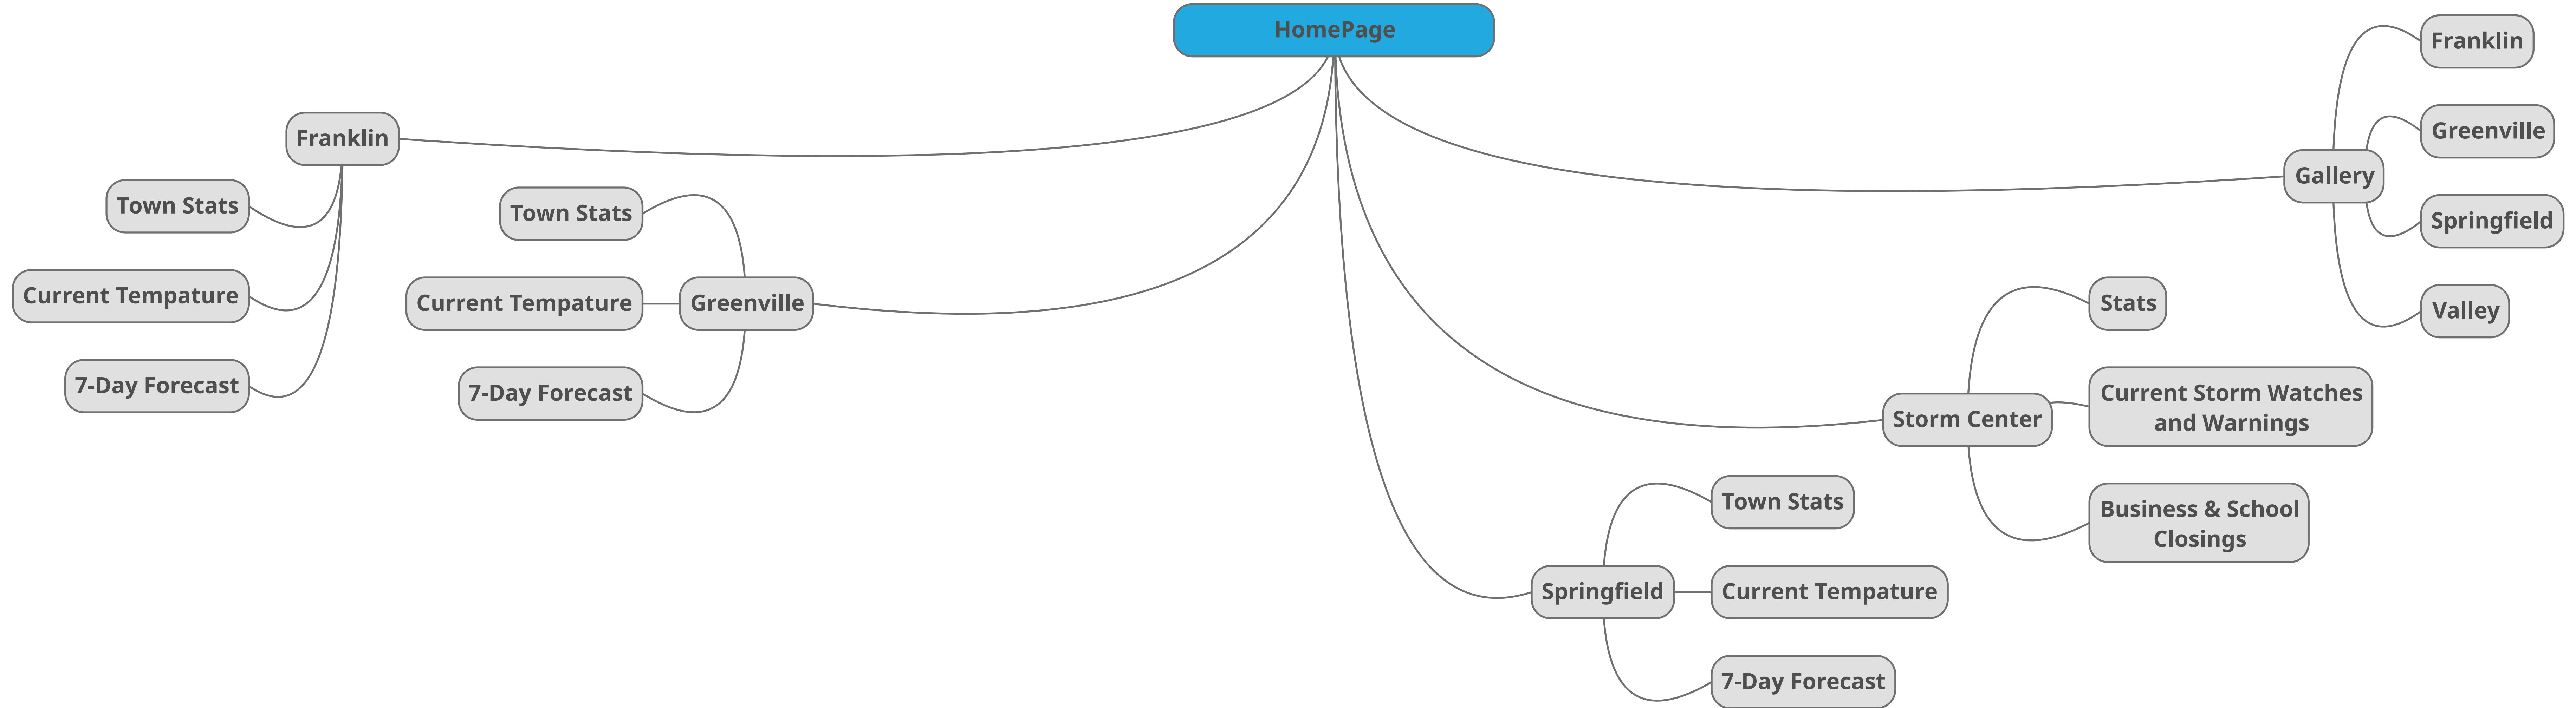 HomePage
Franklin
Town Stats
Current Tempature
7-Day Forecast
Greenville
Town Stats
Current Tempature
7-Day Forecast
Springfield
Town Stats
Current Tempature
7-Day Forecast
Storm Center
Stats
Current Storm Watches
and Warnings
Business & School
Closings
Gallery
Franklin
Greenville
Springfield
Valley